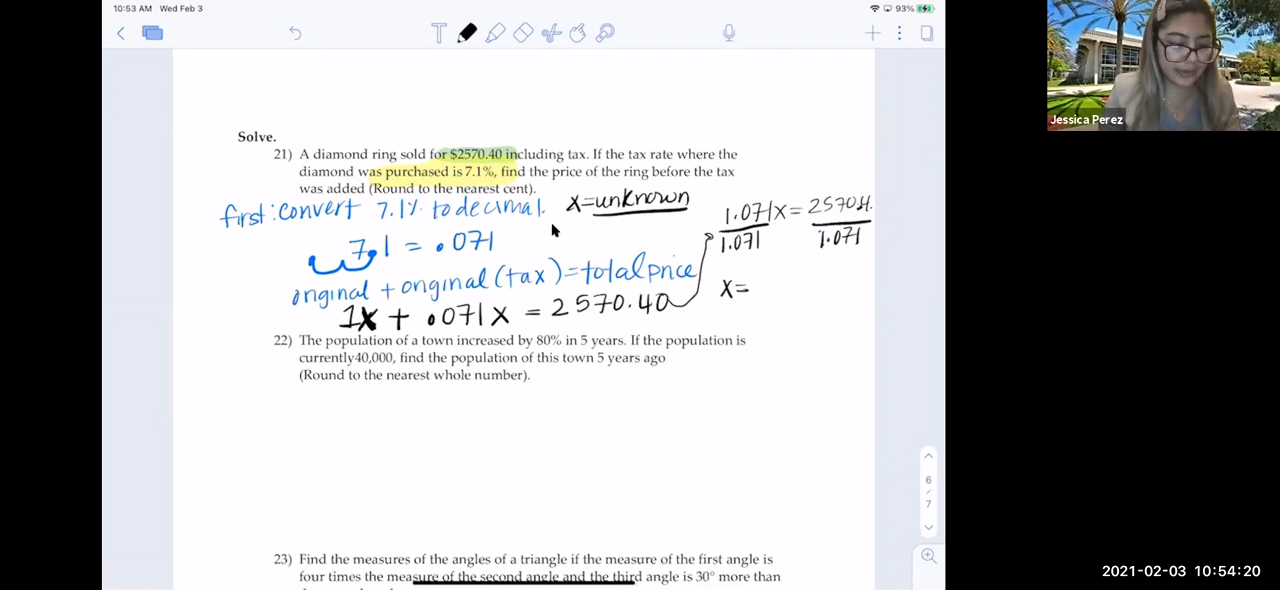 10:53 AM Wed Feb 3
93%
Jessica Perez
Solve.
21) A diamond ring sold for $2570.40 including tax. If the tax rate where the
diamond was purchased is 7.1%, find the price of the ring before the tax
was added (Round to the nearest cent).
first: convert 7.1% to decimal. x=unknown
1.071x = 2570.4
1.071 1.071
7.1 = .071
original + original (tax) = total price
x=
1x + .071x = 2570.40
22) The population of a town increased by 80% in 5 years. If the population is
currently40,000, find the population of this town 5 years ago
(Round to the nearest whole number).
6
/
7
23) Find the measures of the angles of a triangle if the measure of the first angle is
four times the measure of the second angle and the third angle is 30° more than
2021-02-03 10:54:20